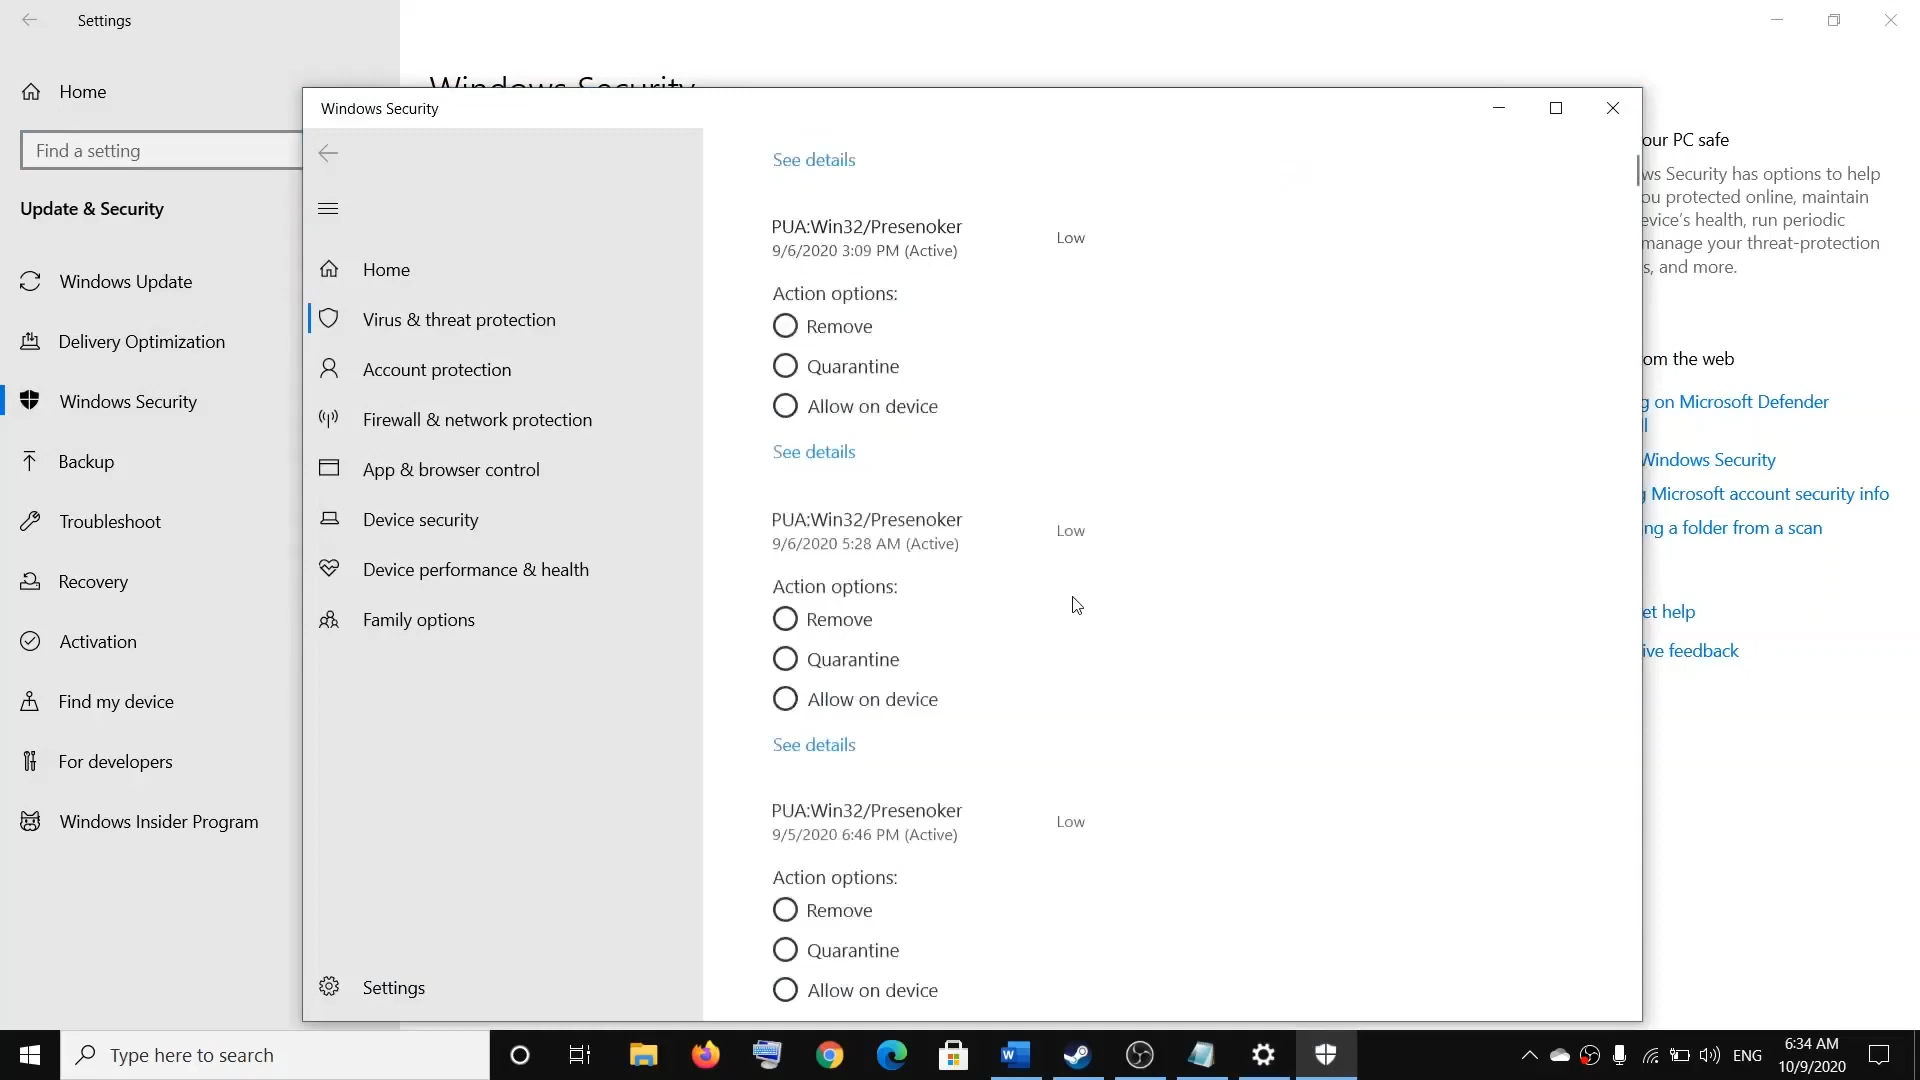 Settings
Home
Find a setting
Update & Security
Windows Update
Delivery Optimization
Windows Security
Backup
Troubleshoot
Recovery
Activation
Find my device
For developers
Windows Insider Program
Windows Security
Windows Security
Home
Virus & threat protection
Account protection
Firewall & network protection
App & browser control
Device security
Device performance & health
Family options
Settings
See details
PUA:Win32/Presenoker
Low
9/6/2020 3:09 PM (Active)
Action options:
Remove
Quarantine
Allow on device
See details
PUA:Win32/Presenoker
Low
9/6/2020 5:28 AM (Active)
Action options:
Remove
Quarantine
Allow on device
See details
PUA:Win32/Presenoker
Low
9/5/2020 6:46 PM (Active)
Action options:
Remove
Quarantine
Allow on device
our PC safe
ws Security has options to help
ou protected online, maintain
evice's health, run periodic
manage your threat-protection
s, and more.
om the web
g on Microsoft Defender
ll
Windows Security
g Microsoft account security info
ing a folder from a scan
et help
ive feedback
Type here to search
ENG
6:34 AM
10/9/2020